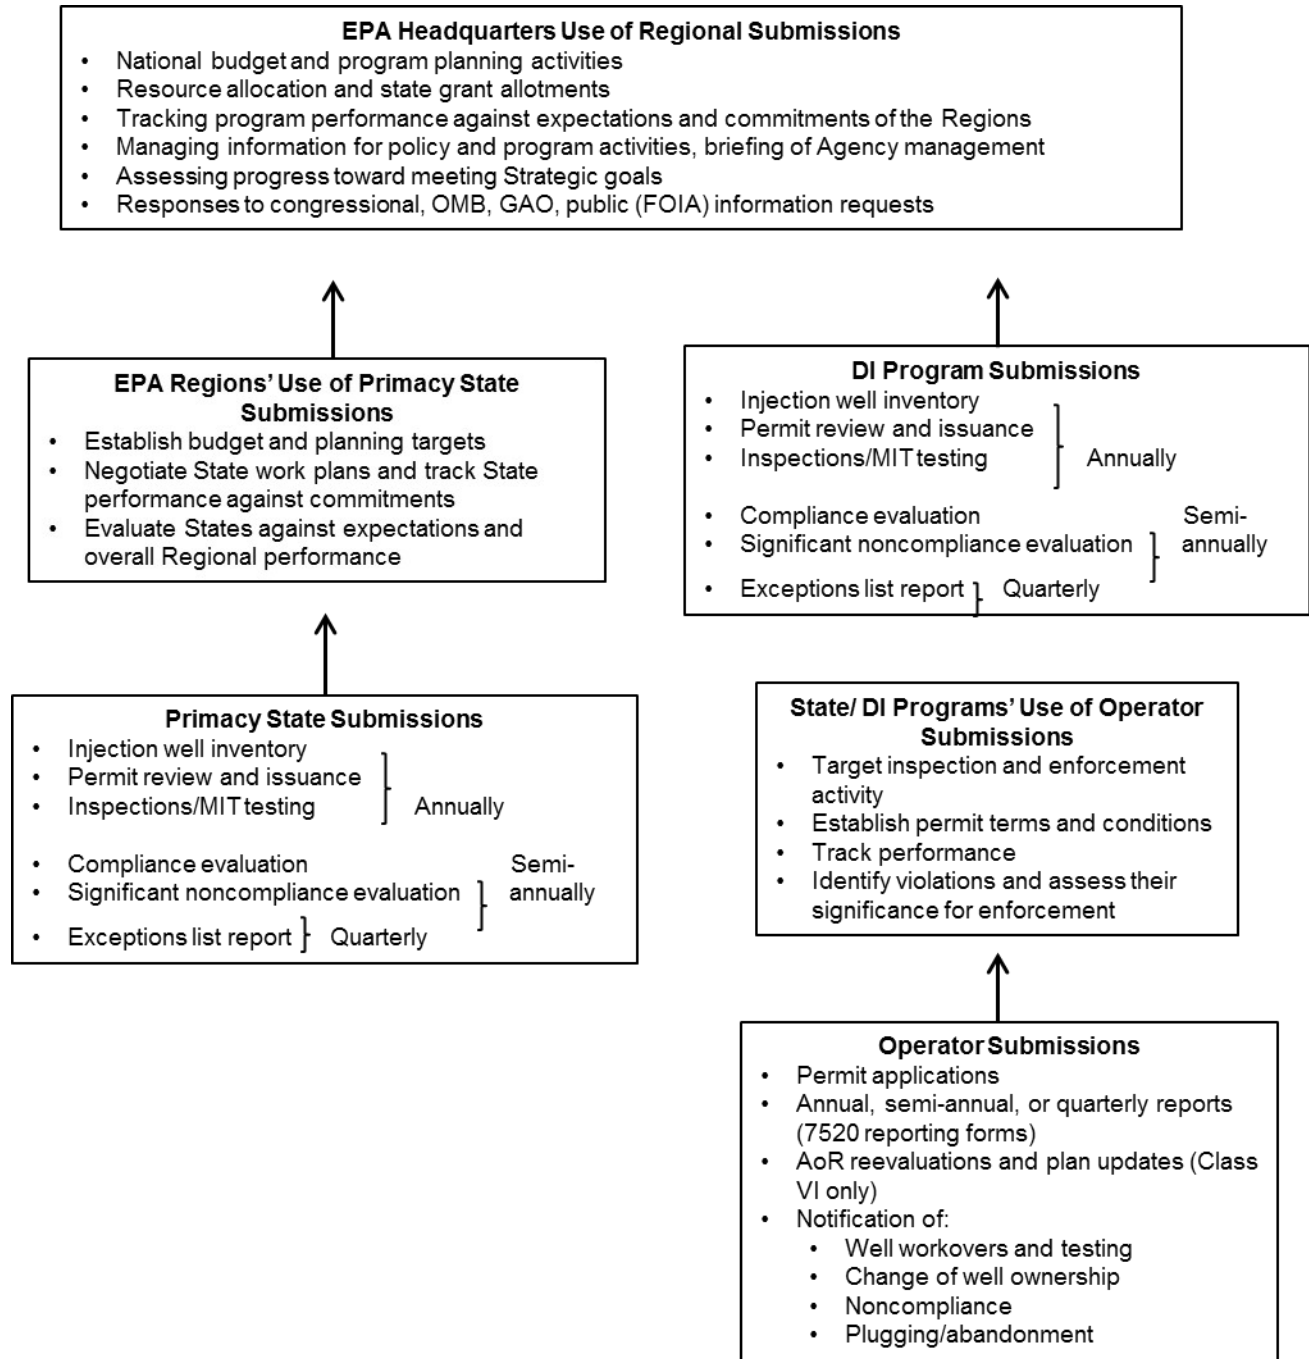 EPA Headquarters Use of Regional Submissions
• National budget and program planning activities
• Resource allocation and state grant allotments
• Tracking program performance against expectations and commitments of the Regions
• Managing information for policy and program activities, briefing of Agency management
• Assessing progress toward meeting Strategic goals
• Responses to congressional, OMB, GAO, public (FOIA) information requests
EPA Regions' Use of Primacy State
Submissions
• Establish budget and planning targets
• Negotiate State work plans and track State
performance against commitments
• Evaluate States against expectations and
overall Regional performance
DI Program Submissions
• Injection well inventory
• Permit review and issuance
• Inspections/MIT testing
Annually
• Compliance evaluation
• Significant noncompliance evaluation
Semi-
annually
• Exceptions list report
Quarterly
Primacy State Submissions
• Injection well inventory
• Permit review and issuance
• Inspections/MIT testing
Annually
• Compliance evaluation
• Significant noncompliance evaluation
Semi-
annually
• Exceptions list report
Quarterly
State/ DI Programs' Use of Operator
Submissions
• Target inspection and enforcement
activity
• Establish permit terms and conditions
• Track performance
• Identify violations and assess their
significance for enforcement
Operator Submissions
• Permit applications
• Annual, semi-annual, or quarterly reports
(7520 reporting forms)
• AoR reevaluations and plan updates (Class
VI only)
• Notification of:
• Well workovers and testing
• Change of well ownership
• Noncompliance
• Plugging/abandonment